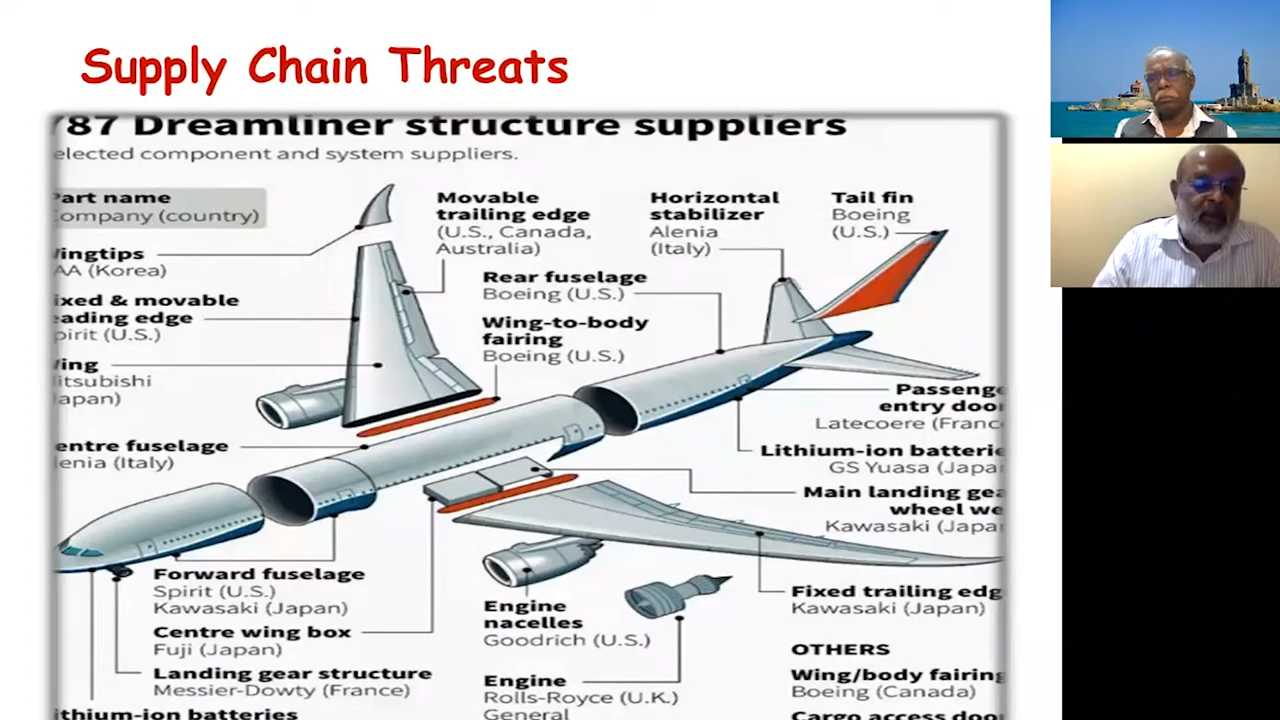 Supply Chain Threats
787 Dreamliner structure suppliers
elected component and system suppliers.
Part name
Company (country)
Wingtips
AA (Korea)
ixed & movable
eading edge
pirit (U.S.)
Wing
itsubishi
apan)
entre fuselage
lenia (Italy)
Movable
trailing edge
(U.S., Canada,
Australia)
Rear fuselage
Boeing (U.S.)
Wing-to-body
fairing
Boeing (U.S.)
Horizontal
stabilizer
Alenia
(Italy)
Tail fin
Boeing
(U.S.)
Passenge
entry doo
Latecoere (Franc
Lithium-ion batterie
GS Yuasa (Japa
Main landing gea
wheel we
Kawasaki (Japa
Forward fuselage
Spirit (U.S.)
Kawasaki (Japan)
Centre wing box
Fuji (Japan)
Landing gear structure
Messier-Dowty (France)
ithium-ion batteries
Engine
nacelles
Goodrich (U.S.)
Engine
Rolls-Royce (U.K.)
General
Fixed trailing edg
Kawasaki (Japan)
OTHERS
Wing/body fairing
Boeing (Canada)
Cargo access doo